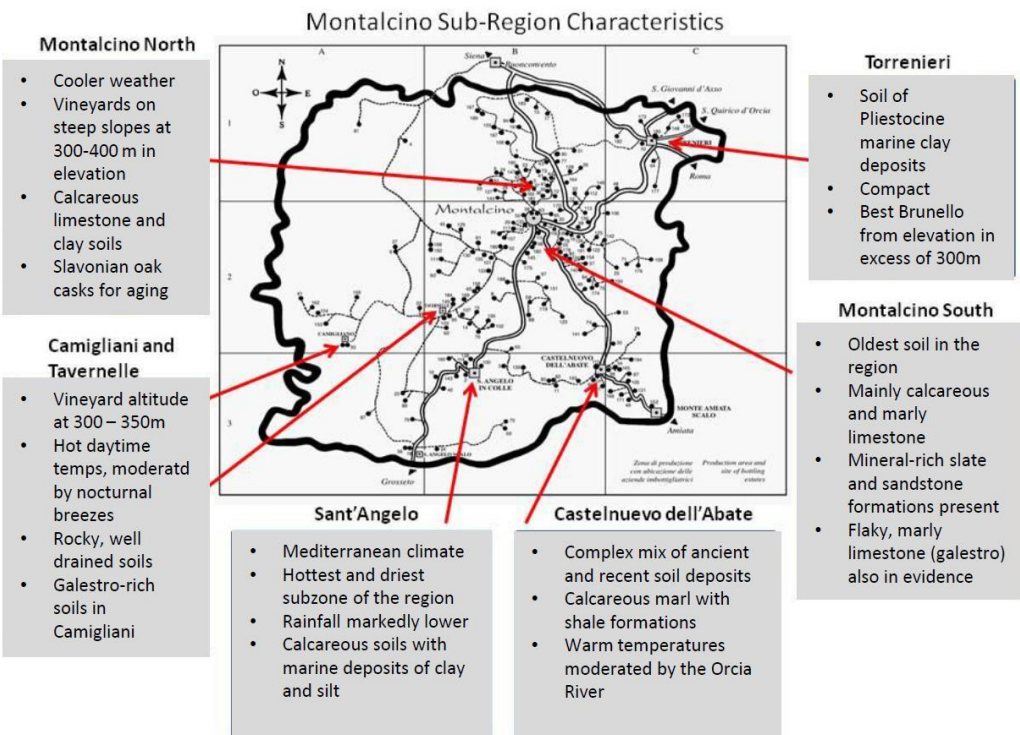 Montalcino Sub-Region Characteristics
Montalcino North
• Cooler weather
• Vineyards on
steep slopes at
300-400 m in
elevation
• Calcareous
limestone and
clay soils
• Slavonian oak
casks for aging
Camigliani and
Tavernelle
• Vineyard altitude
at 300 – 350m
• Hot daytime
temps, moderatd
by nocturnal
breezes
• Rocky, well
drained soils
• Galestro-rich
soils in
Camigliani
A
B
C
1
2
3
N
O
E
S
Siena
Buonconvento
S. Giovanni d'Asso
S. Quirico d'Orcia
Roma
Montalcino
CAMIGLIANO
CASTELNUOVO
DELL'ABATE
S. ANGELO
IN COLLE
MONTE AMIATA
SCALO
Amiata
Grosseto
Zona di produzione
con ubicazione delle
aziende imbottigliatrici
Production area and
site of bottling
estates
Torrenieri
• Soil of
Pliestocine
marine clay
deposits
• Compact
• Best Brunello
from elevation in
excess of 300m
Montalcino South
• Oldest soil in the
region
• Mainly calcareous
and marly
limestone
• Mineral-rich slate
and sandstone
formations present
• Flaky, marly
limestone (galestro)
also in evidence
Sant'Angelo
• Mediterranean climate
• Hottest and driest
subzone of the region
• Rainfall markedly lower
• Calcareous soils with
marine deposits of clay
and silt
Castelnuevo dell'Abate
• Complex mix of ancient
and recent soil deposits
• Calcareous marl with
shale formations
• Warm temperatures
moderated by the Orcia
River